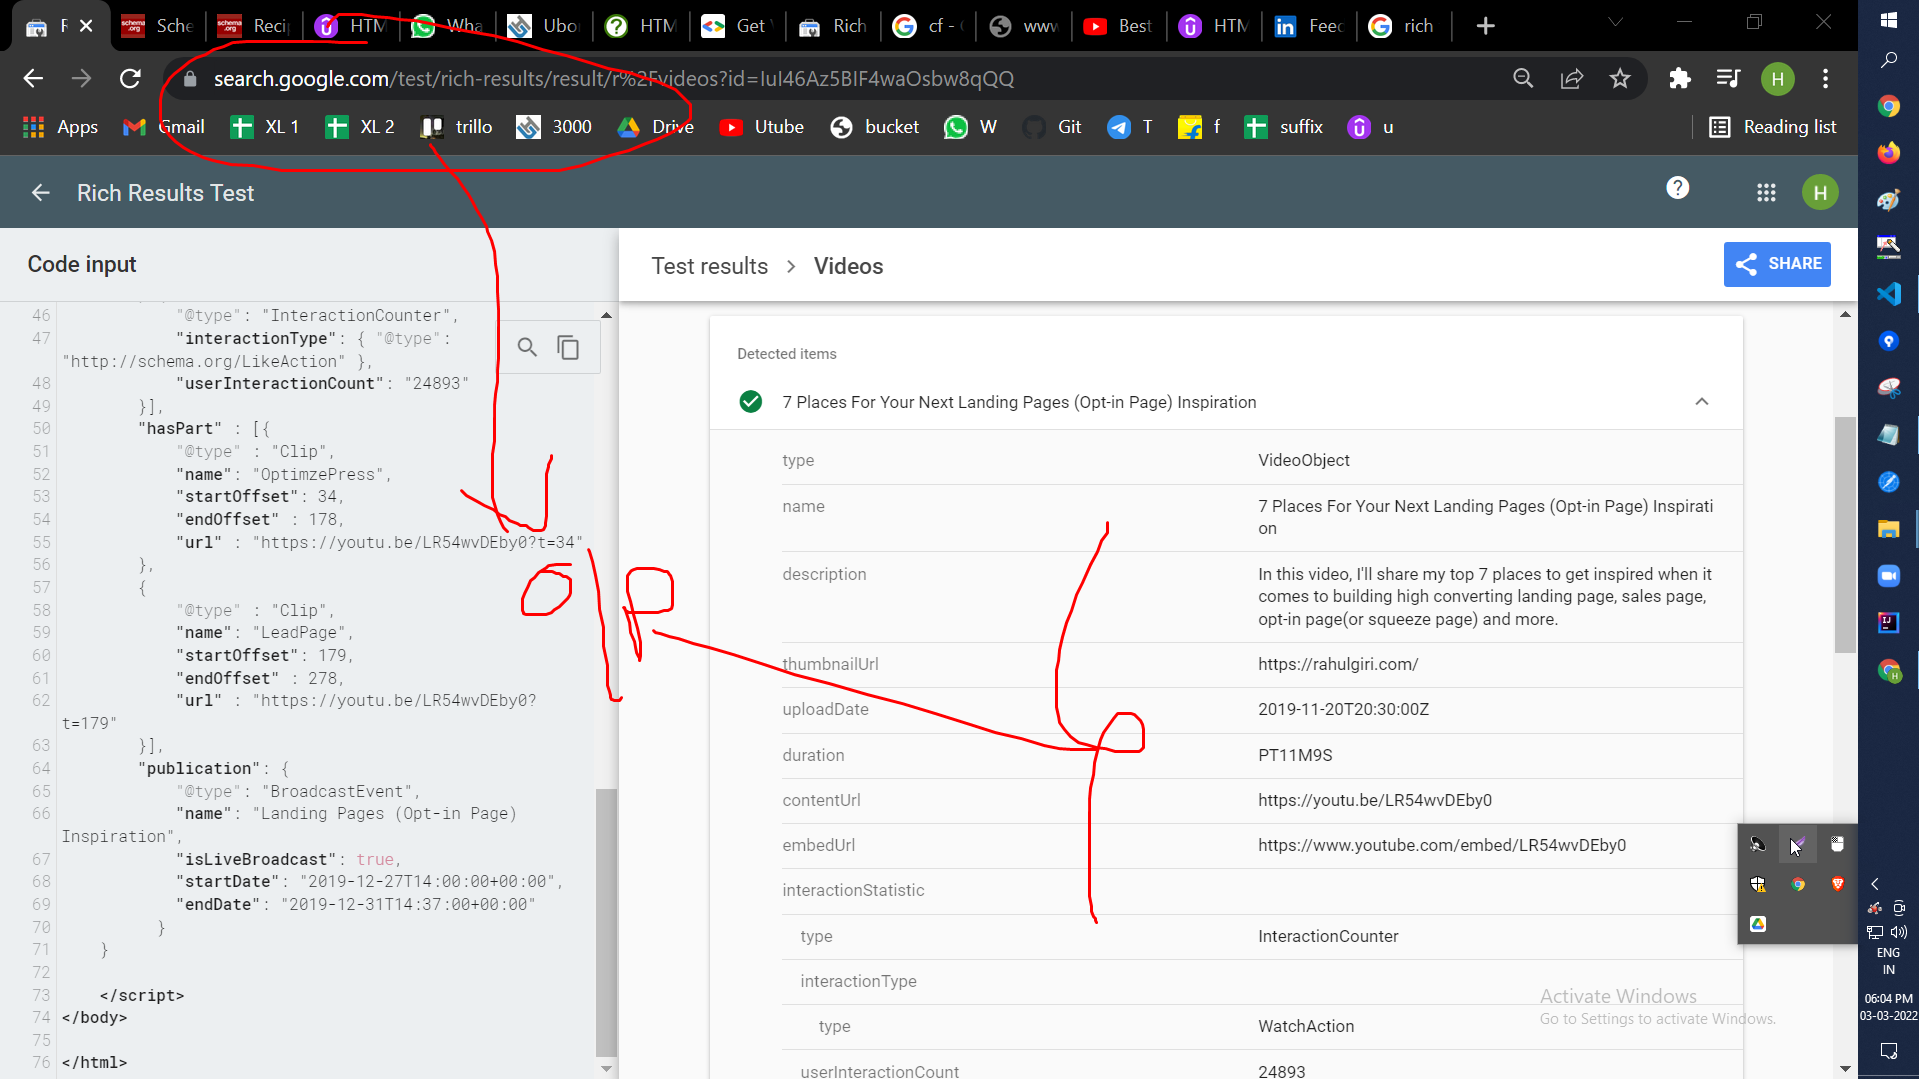 F
Sche
Recip
HTM
Wha
Ubo
HTM
Get
Rich
cf -
www
Best
HTM
Feed
rich
search.google.com/test/rich-results/result/r%2Fvideos?id=IuI46Az5BIF4waOsbw8qQQ
H
Apps
Gmail
XL 1
XL 2
trillo
3000
Drive
Utube
bucket
W
Git
T
f
suffix
u
Reading list
Rich Results Test
H
Code input
46 "@type": "InteractionCounter",
47 "interactionType": { "@type":
"http://schema.org/LikeAction" },
48 "userInteractionCount": "24893"
49 }],
50 "hasPart" : [{
51 "@type" : "Clip",
52 "name": "OptimzePress",
53 "startOffset": 34,
54 "endOffset" : 178,
55 "url" : "https://youtu.be/LR54wvDEby0?t=34"
56 },
57 {
58 "@type" : "Clip",
59 "name": "LeadPage",
60 "startOffset": 179,
61 "endOffset" : 278,
62 "url" : "https://youtu.be/LR54wvDEby0?
t=179"
63 }],
64 "publication": {
65 "@type": "BroadcastEvent",
66 "name": "Landing Pages (Opt-in Page)
Inspiration",
67 "isLiveBroadcast": true,
68 "startDate": "2019-12-27T14:00:00+00:00",
69 "endDate": "2019-12-31T14:37:00+00:00"
70 }
71 }
72
73 </script>
74 </body>
75
76 </html>
o/p
Test results > Videos
SHARE
Detected items
7 Places For Your Next Landing Pages (Opt-in Page) Inspiration
type VideoObject
name 7 Places For Your Next Landing Pages (Opt-in Page) Inspirati
on
description In this video, I'll share my top 7 places to get inspired when it
comes to building high converting landing page, sales page,
opt-in page(or squeeze page) and more.
thumbnailUrl https://rahulgiri.com/
uploadDate 2019-11-20T20:30:00Z
duration PT11M9S
contentUrl https://youtu.be/LR54wvDEby0
embedUrl https://www.youtube.com/embed/LR54wvDEby0
interactionStatistic
type InteractionCounter
interactionType
type WatchAction
userInteractionCount 24893
Activate Windows
Go to Settings to activate Windows.
ENG
IN
06:04 PM
03-03-2022